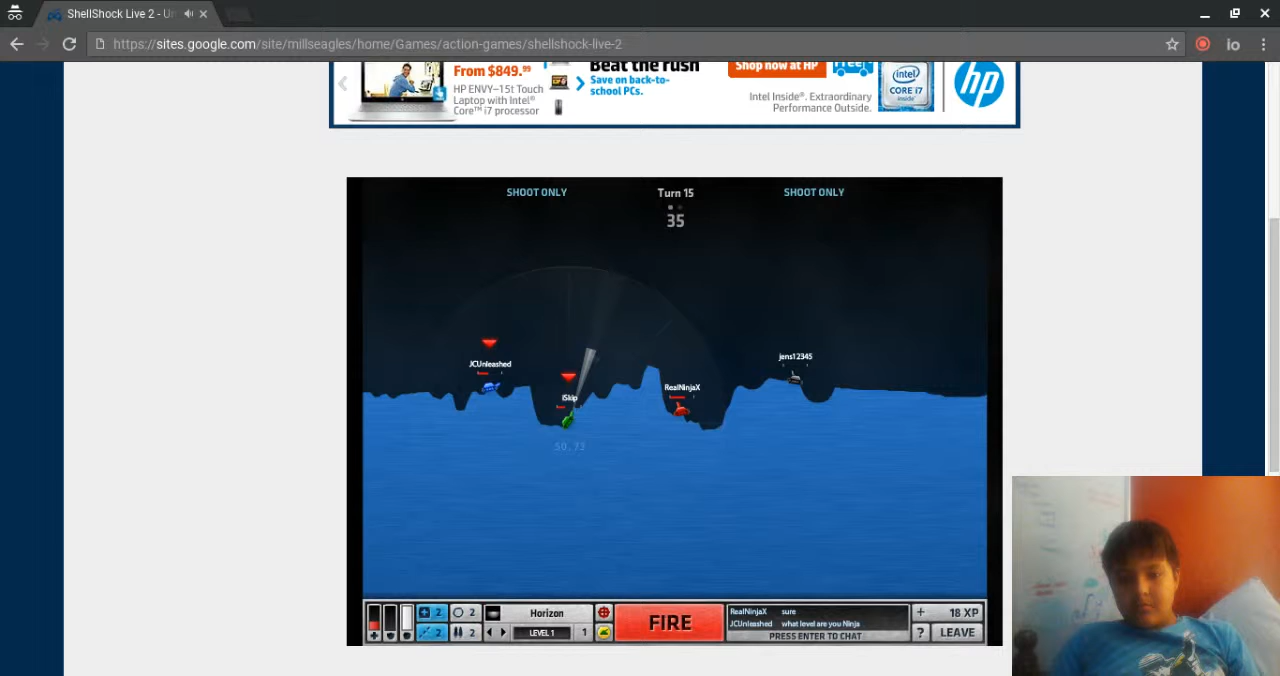 ShellShock Live 2 - Un
https://sites.google.com/site/millseagles/home/Games/action-games/shellshock-live-2
io
From $849.99
HP ENVY–15t Touch
Laptop with Intel®
Core™ i7 processor
Beat the rush
Save on back-to-
school PCs.
Shop now at HP
Intel Inside®. Extraordinary
Performance Outside.
intel
CORE i7
inside
hp
SHOOT ONLY
Turn 15
SHOOT ONLY
35
JCUnleashed
iSkip
RealNinjaX
jens12345
50.73
2
2
Horizon
FIRE
RealNinjaX sure
+
18 XP
2
2
LEVEL 1
1
JCUnleashed what level are you Ninja
PRESS ENTER TO CHAT
?
LEAVE